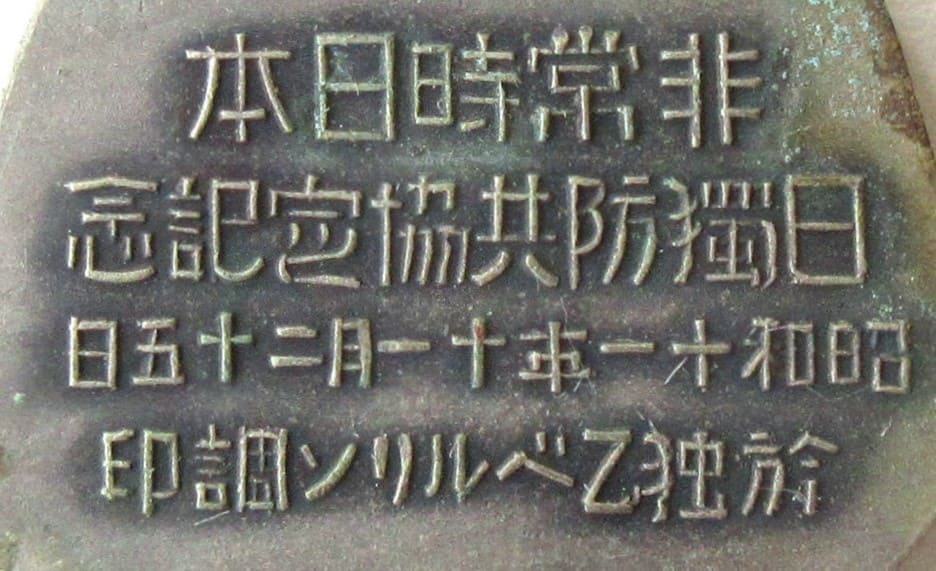 非常時日本
日獨防共協定記念
昭和十一年十一月二十五日
於独乙ベルリン調印